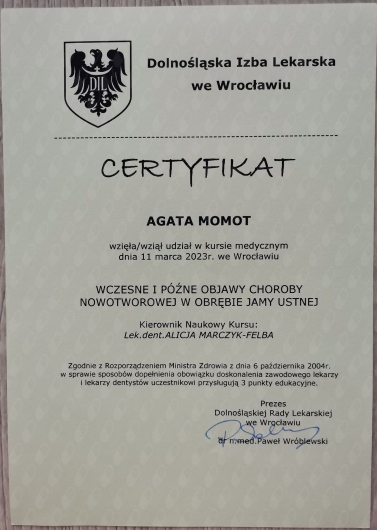 DIL
Dolnośląska Izba Lekarska
we Wrocławiu
CERTYFIKAT
AGATA MOMOT
wzięła/wziął udział w kursie medycznym
dnia 11 marca 2023r. we Wrocławiu
WCZESNE I PÓŹNE OBJAWY CHOROBY
NOWOTWOROWEJ W OBRĘBIE JAMY USTNEJ
Kierownik Naukowy Kursu:
Lek.dent.ALICJA MARCZYK-FELBA
Zgodnie z Rozporządzeniem Ministra Zdrowia z dnia 6 października 2004r.
w sprawie sposobów dopełnienia obowiązku doskonalenia zawodowego lekarzy
i lekarzy dentystów uczestnikowi przysługują 3 punkty edukacyjne.
Prezes
Dolnośląskiej Rady Lekarskiej
we Wrocławiu
dr n.med.Paweł Wróblewski